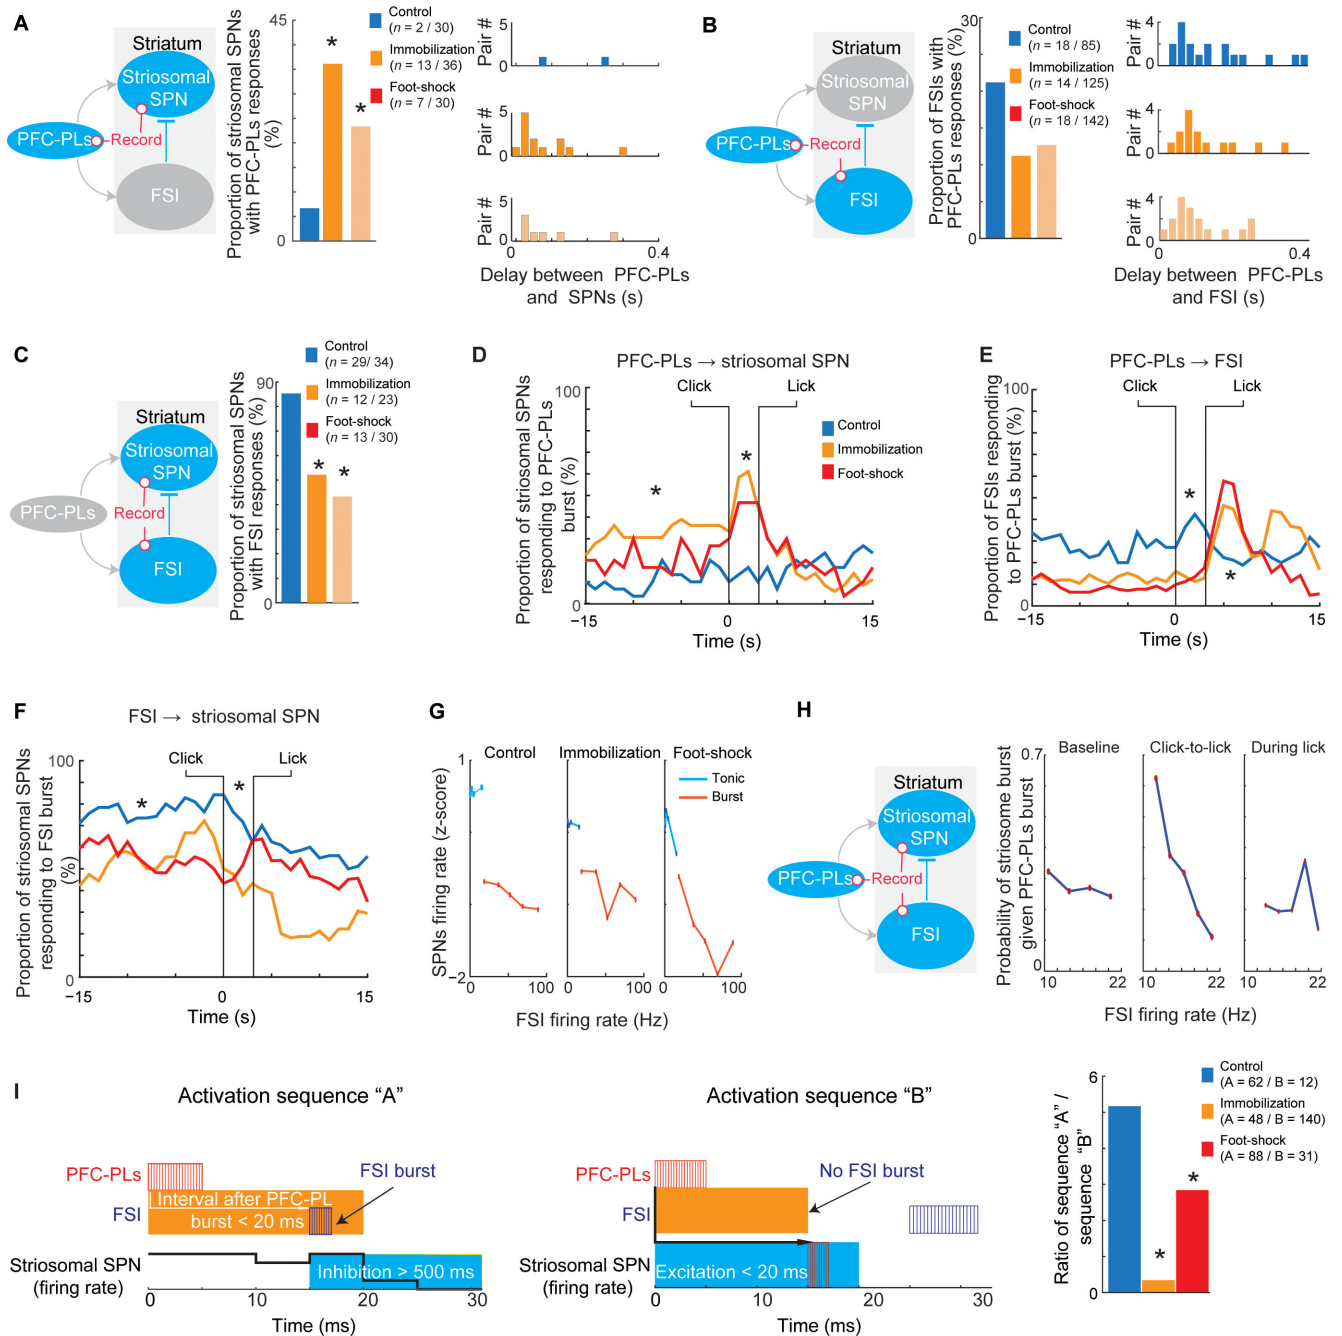 A
Striatum
Striosomal
SPN
PFC-PLs
Record
FSI
Proportion of striosomal SPNs
with PFC-PLs responses
(%)
45
0
Control
(n = 2 / 30)
Immobilization
(n = 13 / 36)
Foot-shock
(n = 7 / 30)
*
*
Pair #
5
0
Pair #
5
0
Pair #
5
0
0
0.4
Delay between PFC-PLs
and SPNs (s)
B
Striatum
Striosomal
SPN
PFC-PLs
Record
FSI
Proportion of FSIs with
PFC-PLs responses (%)
30
0
Control
(n = 18 / 85)
Immobilization
(n = 14 / 125)
Foot-shock
(n = 18 / 142)
Pair #
4
0
Pair #
4
0
Pair #
4
0
0
0.4
Delay between PFC-PLs
and FSI (s)
C
Striatum
Striosomal
SPN
PFC-PLs
Record
FSI
Proportion of striosomal SPNs
with FSI responses (%)
90
0
Control
(n = 29/ 34)
Immobilization
(n = 12 / 23)
Foot-shock
(n = 13 / 30)
*
*
D
PFC-PLs → striosomal SPN
Proportion of striosomal SPNs
responding to PFC-PLs
burst (%)
100
0
Click
Lick
Control
Immobilization
Foot-shock
*
*
−15
0
15
Time (s)
E
PFC-PLs → FSI
Proportion of FSIs responding
to PFC-PLs burst (%)
100
0
Click
Lick
*
*
−15
0
15
Time (s)
F
FSI → striosomal SPN
Proportion of striosomal SPNs
responding to FSI burst
(%)
100
0
Click
Lick
*
*
−15
0
15
Time (s)
G
SPNs firing rate (z-score)
1
−2
Control
Immobilization
Foot-shock
Tonic
Burst
0
100
0
100
0
100
FSI firing rate (Hz)
H
Striatum
Striosomal
SPN
PFC-PLs
Record
FSI
Probability of striosome burst
given PFC-PLs burst
0.7
0
Baseline
Click-to-lick
During lick
10
22
10
22
10
22
FSI firing rate (Hz)
I
Activation sequence “A”
PFC-PLs
FSI
Interval after PFC-PL
burst < 20 ms
FSI burst
Striosomal SPN
(firing rate)
Inhibition > 500 ms
0
10
20
30
Time (ms)
Activation sequence “B”
PFC-PLs
FSI
No FSI burst
Striosomal SPN
(firing rate)
Excitation < 20 ms
0
10
20
30
Time (ms)
Ratio of sequence “A” /
sequence “B”
6
0
Control
(A = 62 / B = 12)
Immobilization
(A = 48 / B = 140)
Foot-shock
(A = 88 / B = 31)
*
*